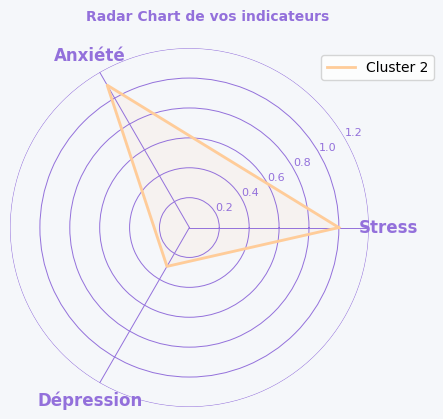 Radar Chart de vos indicateurs
Anxiété
Cluster 2
1.2
1.0
0.8
0.6
0.4
0.2
Stress
Dépression